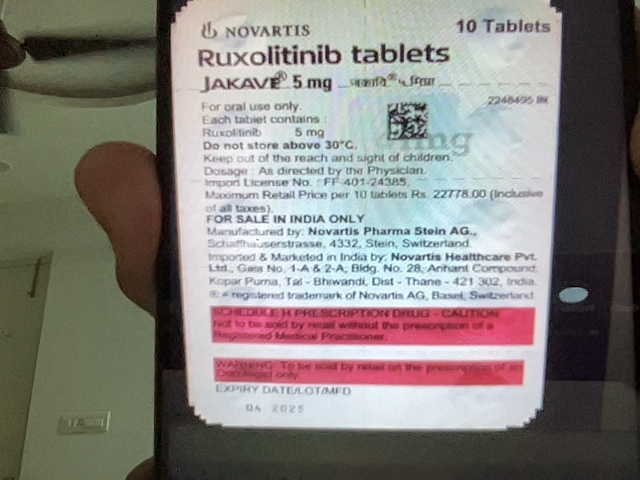 NOVARTIS
10 Tablets
Ruxolitinib tablets
JAKAVI® 5 mg
2248495 IN
For oral use only.
Each tablet contains :
Ruxolitinib 5 mg
mg
Do not store above 30°C.
Keep out of the reach and sight of children.
Dosage : As directed by the Physician.
Import License No. : FF-401-24385.
Maximum Retail Price per 10 tablets Rs. 22778.00 (Inclusive
of all taxes).
FOR SALE IN INDIA ONLY
Manufactured by: Novartis Pharma Stein AG.,
Schaffhauserstrasse, 4332, Stein, Switzerland.
Imported & Marketed in India by: Novartis Healthcare Pvt.
Ltd., Gala No. 1-A & 2-A, Bldg. No. 28, Arihant Compound,
Kopar Purna, Tal - Bhiwandi, Dist - Thane - 421 302, India.
® = registered trademark of Novartis AG, Basel, Switzerland
SCHEDULE H PRESCRIPTION DRUG - CAUTION
Not to be sold by retail without the prescription of a
Registered Medical Practitioner.
WARNING: To be sold by retail on the prescription of an
Oncologist only.
EXPIRY DATE/LOT/MFD
04 2025